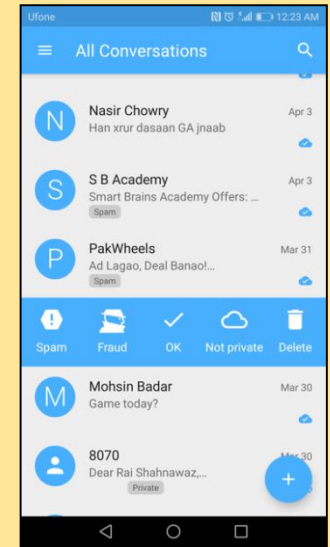 Ufone 12:23 AM
All Conversations
N
Nasir Chowry Apr 3
Han xrur dasaan GA jnaab
S
S B Academy Apr 3
Smart Brains Academy Offers: ...
Spam
P
PakWheels Mar 31
Ad Lagao, Deal Banao!...
Spam
Spam Fraud OK Not private Delete
M
Mohsin Badar Mar 30
Game today?
8070 Mar 30
Dear Rai Shahnawaz,...
Private